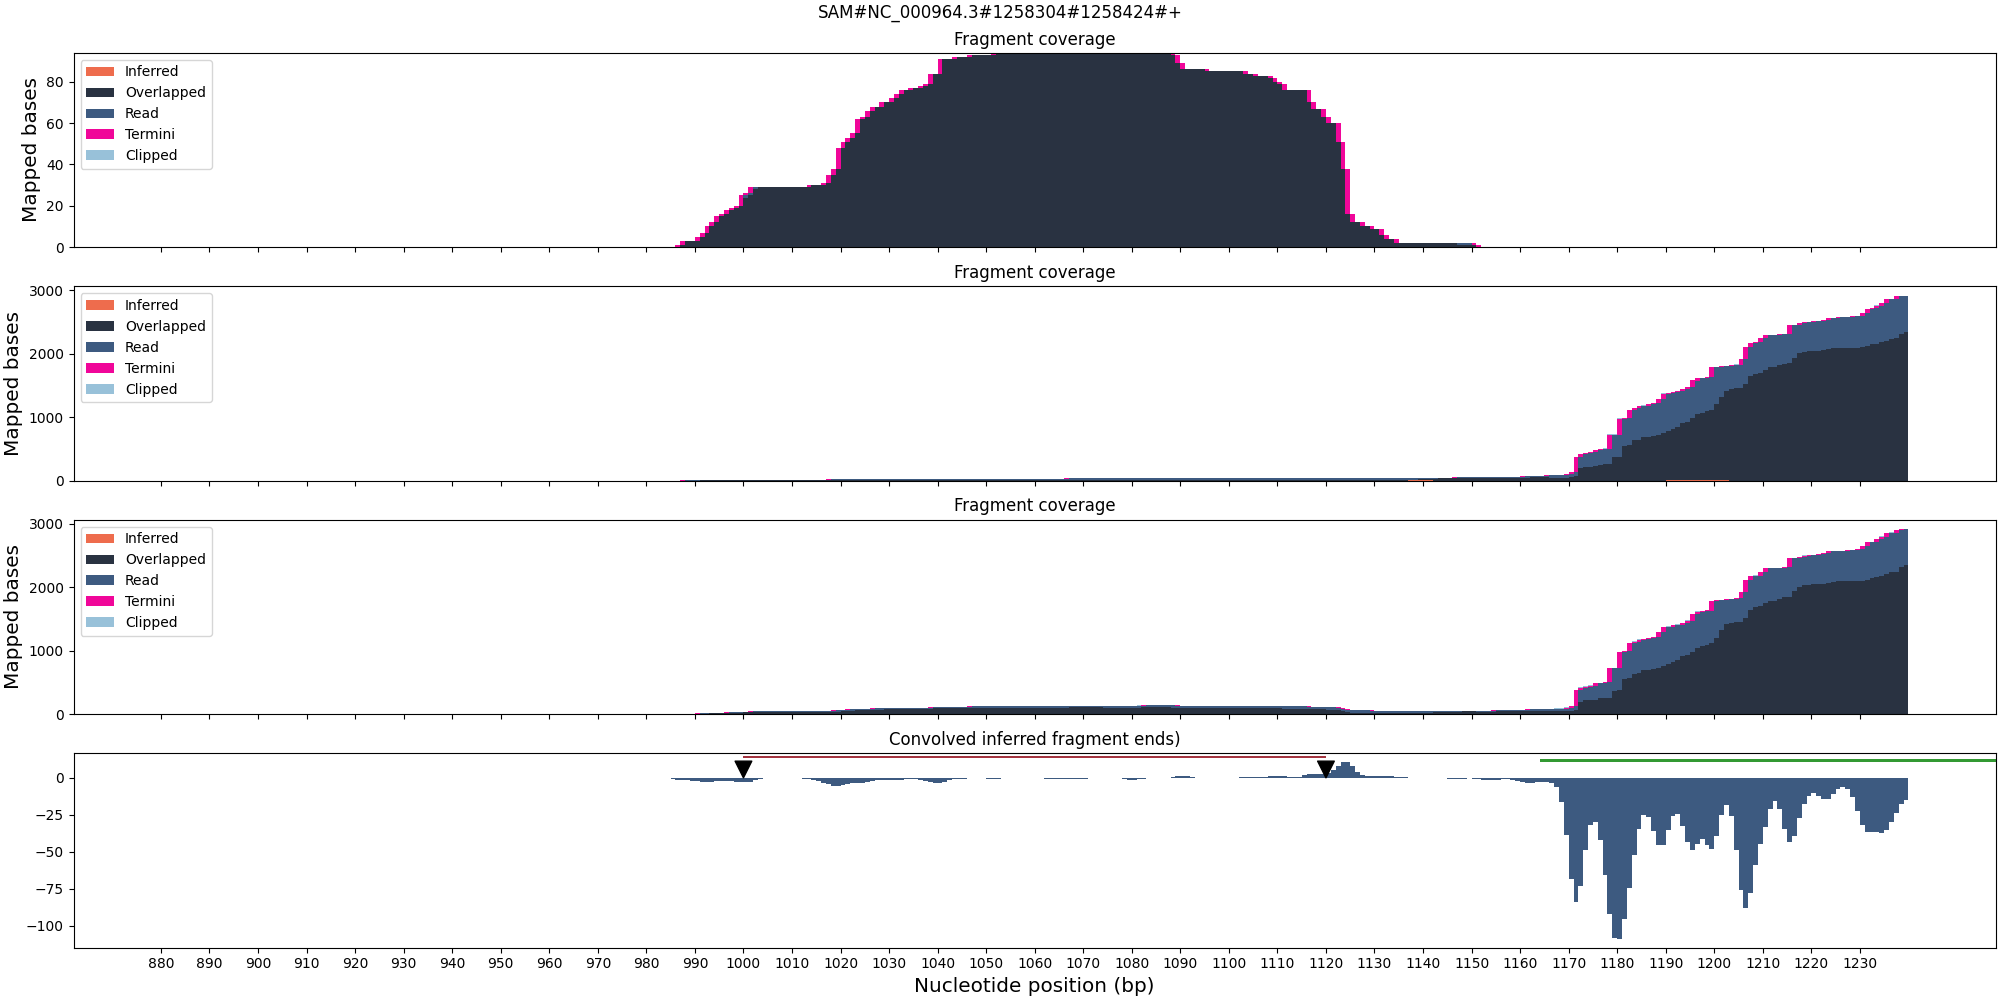 SAM#NC_000964.3#1258304#1258424#+
Fragment coverage
Mapped bases
80
60
40
20
0
Inferred
Overlapped
Read
Termini
Clipped
Fragment coverage
Mapped bases
3000
2000
1000
0
Inferred
Overlapped
Read
Termini
Clipped
Fragment coverage
Mapped bases
3000
2000
1000
0
Inferred
Overlapped
Read
Termini
Clipped
Convolved inferred fragment ends)
0
−25
−50
−75
−100
880 890 900 910 920 930 940 950 960 970 980 990 1000 1010 1020 1030 1040 1050 1060 1070 1080 1090 1100 1110 1120 1130 1140 1150 1160 1170 1180 1190 1200 1210 1220 1230
Nucleotide position (bp)